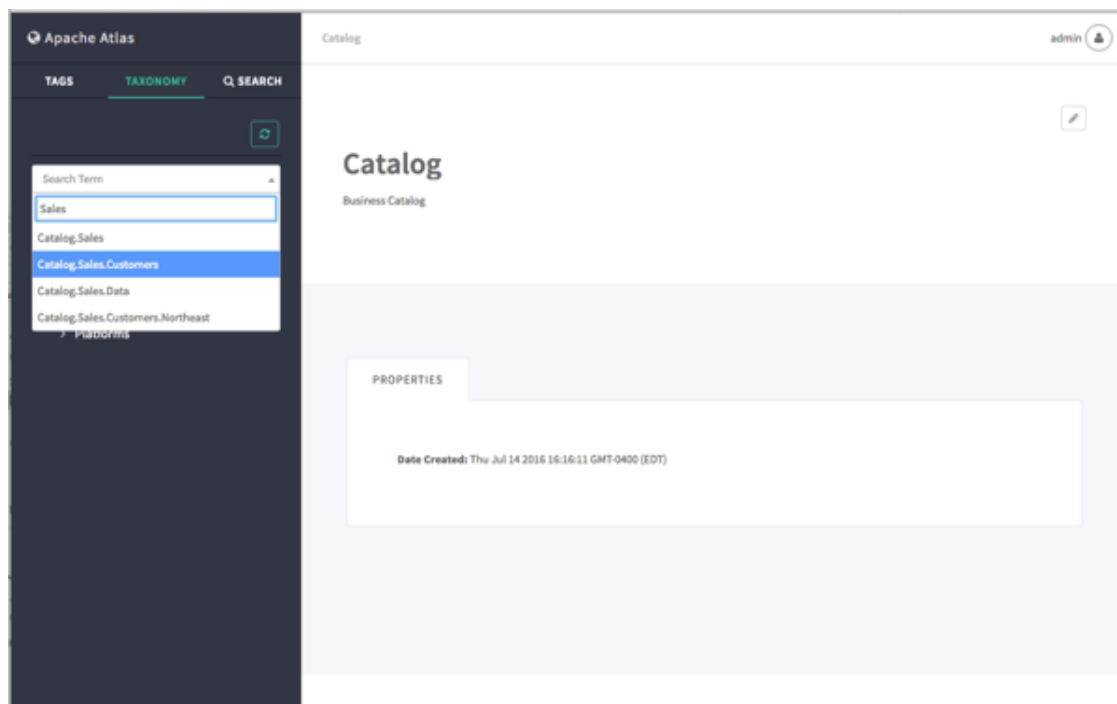 Apache Atlas
Catalog
admin
TAGS
TAXONOMY
SEARCH
Search Term
Sales
Catalog.Sales
Catalog.Sales.Customers
Catalog.Sales.Data
Catalog.Sales.Customers.Northeast
Platforms
Catalog
Business Catalog
PROPERTIES
Date Created: Thu Jul 14 2016 16:16:11 GMT-0400 (EDT)